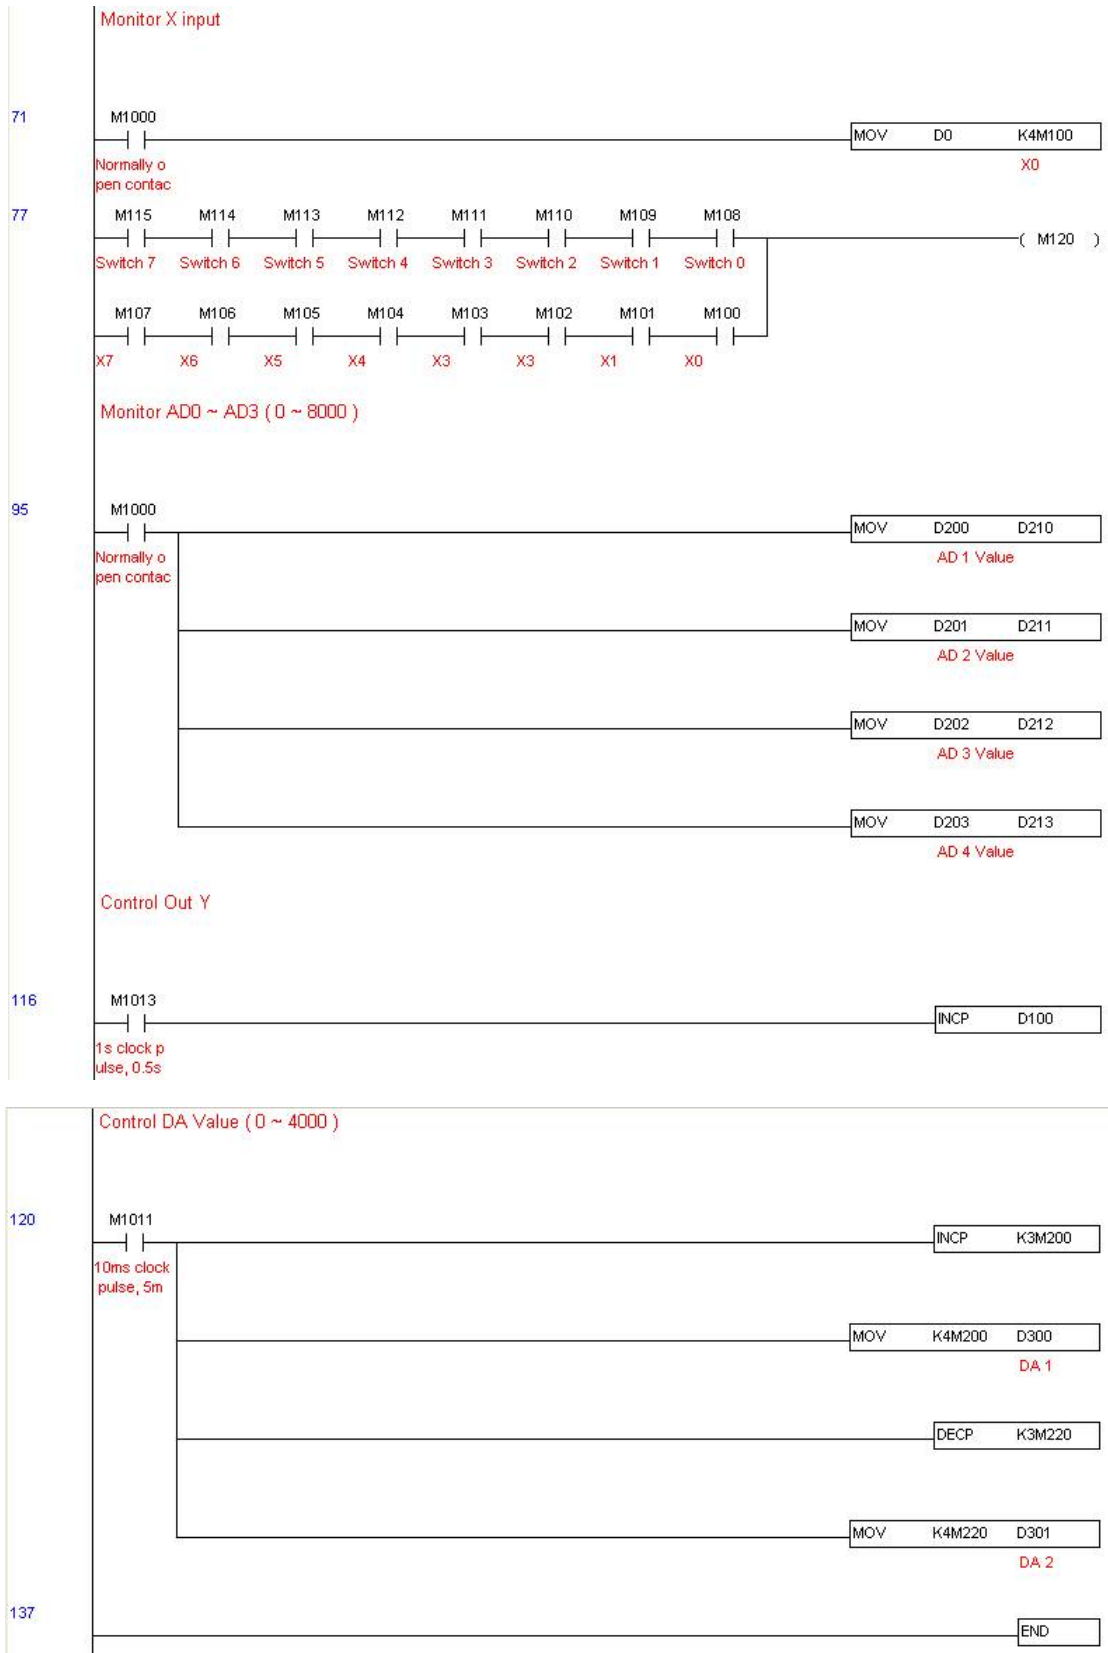 Monitor X input
71
M1000
MOV D0 K4M100
Normally o
pen contac
X0
77
M115 M114 M113 M112 M111 M110 M109 M108
( M120 )
Switch 7 Switch 6 Switch 5 Switch 4 Switch 3 Switch 2 Switch 1 Switch 0
M107 M106 M105 M104 M103 M102 M101 M100
X7 X6 X5 X4 X3 X3 X1 X0
Monitor AD0 ~ AD3 ( 0 ~ 8000 )
95
M1000
MOV D200 D210
Normally o
pen contac
AD 1 Value
MOV D201 D211
AD 2 Value
MOV D202 D212
AD 3 Value
MOV D203 D213
AD 4 Value
Control Out Y
116
M1013
INCP D100
1s clock p
ulse, 0.5s
Control DA Value ( 0 ~ 4000 )
120
M1011
INCP K3M200
10ms clock
pulse, 5m
MOV K4M200 D300
DA 1
DECP K3M220
MOV K4M220 D301
DA 2
137
END